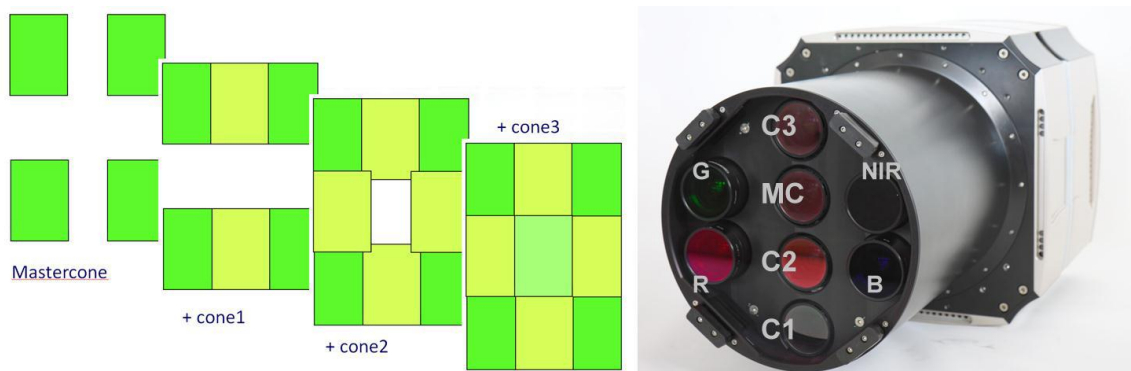 Mastercone
+ cone1
+ cone2
+ cone3
C3
G
NIR
MC
C2
R
B
C1